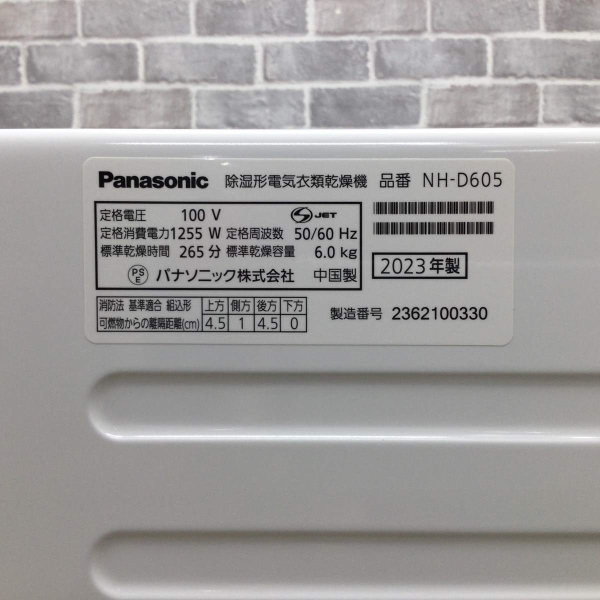 Panasonic 除湿形電気衣類乾燥機 品番 NH-D605
定格電圧 100 V S JET
定格消費電力 1255 W 定格周波数 50/60 Hz
標準乾燥時間 265 分 標準乾燥容量 6.0 kg
PSE パナソニック株式会社 中国製
2023年製
消防法 基準適合 組込形 上方 側方 後方 下方
可燃物からの離隔距離(cm) 4.5 1 4.5 0
製造番号 2362100330